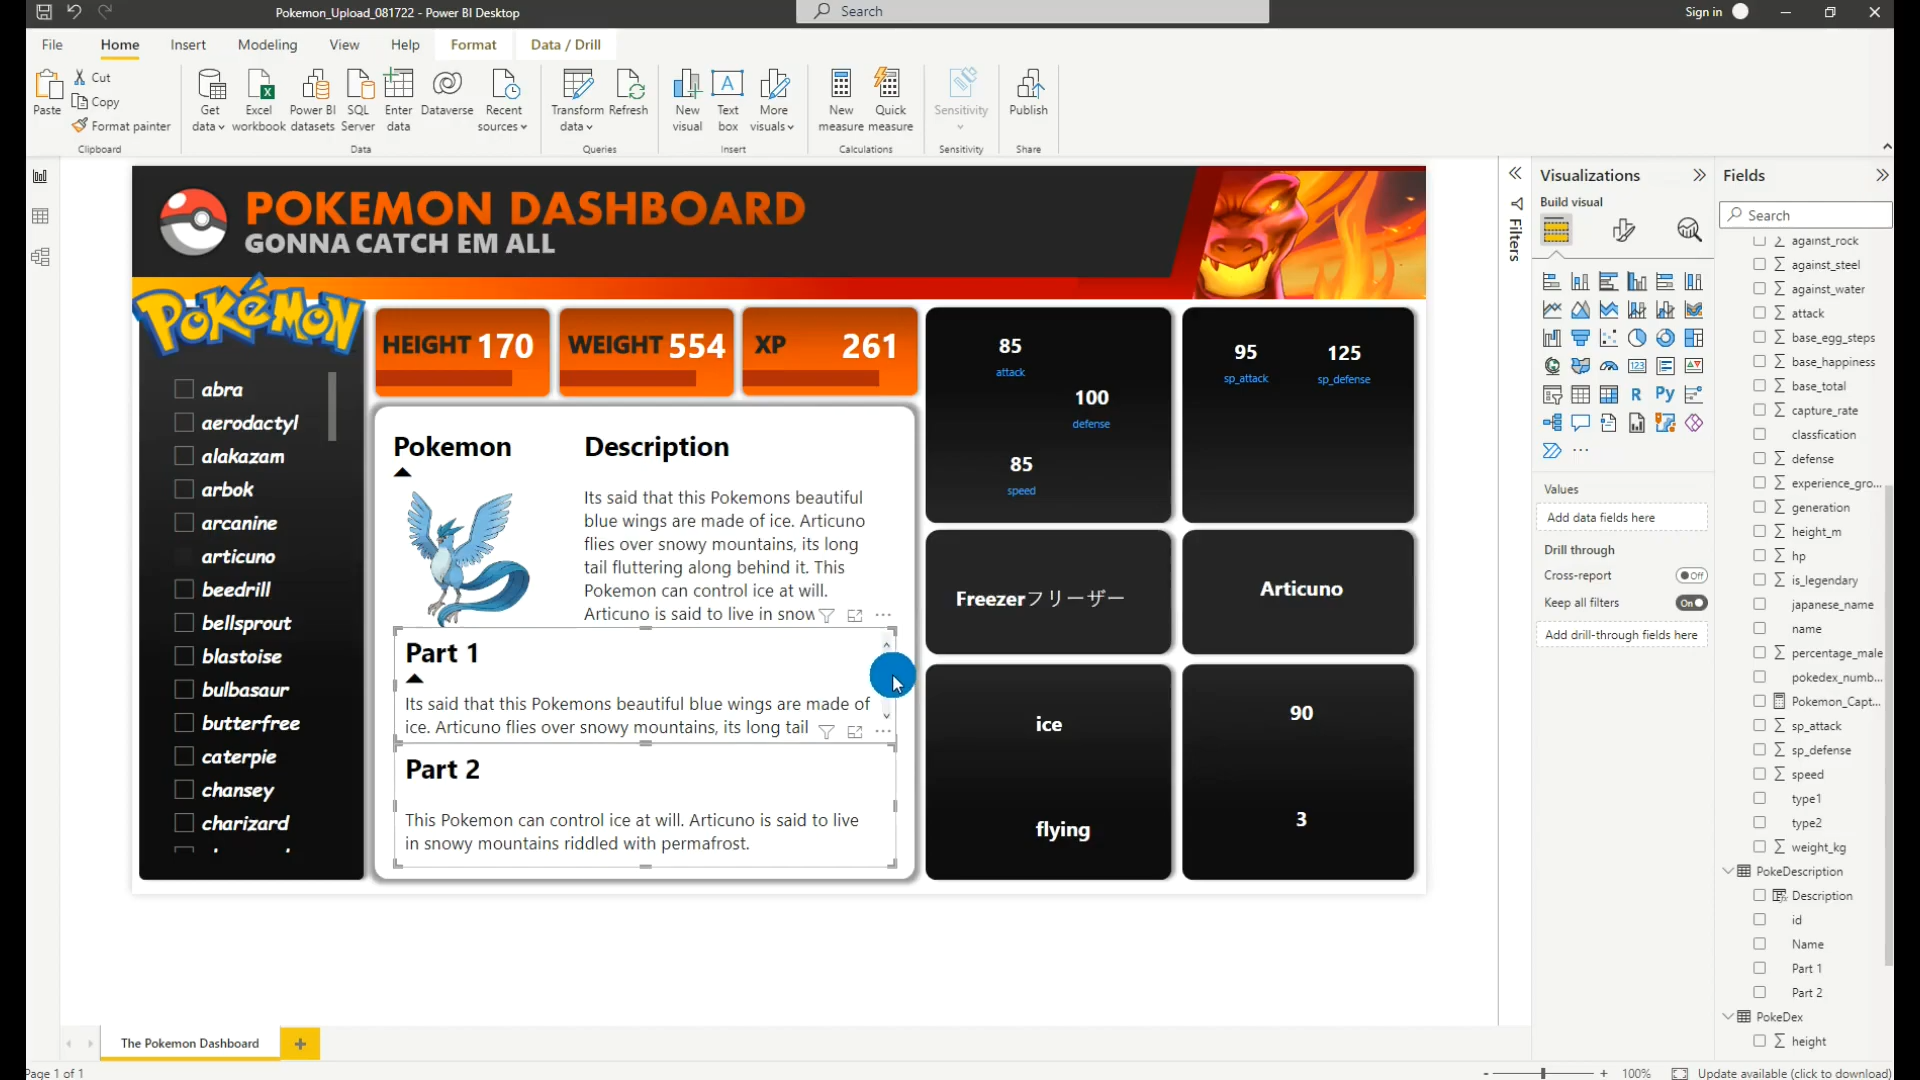 Pokemon_Upload_081722 - Power BI Desktop
Search
Sign in
File
Home
Insert
Modeling
View
Help
Format
Data / Drill
Paste
Cut
Copy
Format painter
Get data
Excel workbook
Power BI datasets
SQL Server
Enter data
Dataverse
Recent sources
Transform data
Refresh
New visual
Text box
More visuals
New measure
Quick measure
Sensitivity
Publish
Clipboard
Data
Queries
Insert
Calculations
Sensitivity
Share
POKEMON DASHBOARD
GONNA CATCH EM ALL
POKéMON
abra
aerodactyl
alakazam
arbok
arcanine
articuno
beedrill
bellsprout
blastoise
bulbasaur
butterfree
caterpie
chansey
charizard
HEIGHT 170
WEIGHT 554
XP 261
Pokemon
Description
Its said that this Pokemons beautiful
blue wings are made of ice. Articuno
flies over snowy mountains, its long
tail fluttering along behind it. This
Pokemon can control ice at will.
Articuno is said to live in snow
Part 1
Its said that this Pokemons beautiful blue wings are made of
ice. Articuno flies over snowy mountains, its long tail
Part 2
This Pokemon can control ice at will. Articuno is said to live
in snowy mountains riddled with permafrost.
85
attack
100
defense
85
speed
95
sp_attack
125
sp_defense
Freezerフリーザー
Articuno
ice
flying
90
3
Filters
Visualizations
Build visual
R
Py
123
Values
Add data fields here
Drill through
Cross-report
Off
Keep all filters
On
Add drill-through fields here
Fields
Search
against_rock
against_steel
against_water
attack
base_egg_steps
base_happiness
base_total
capture_rate
classfication
defense
experience_gro...
generation
height_m
hp
is_legendary
japanese_name
name
percentage_male
pokedex_numb...
Pokemon_Capt...
sp_attack
sp_defense
speed
type1
type2
weight_kg
PokeDescription
Description
id
Name
Part 1
Part 2
PokeDex
height
The Pokemon Dashboard
Page 1 of 1
- + 100%
Update available (click to download)